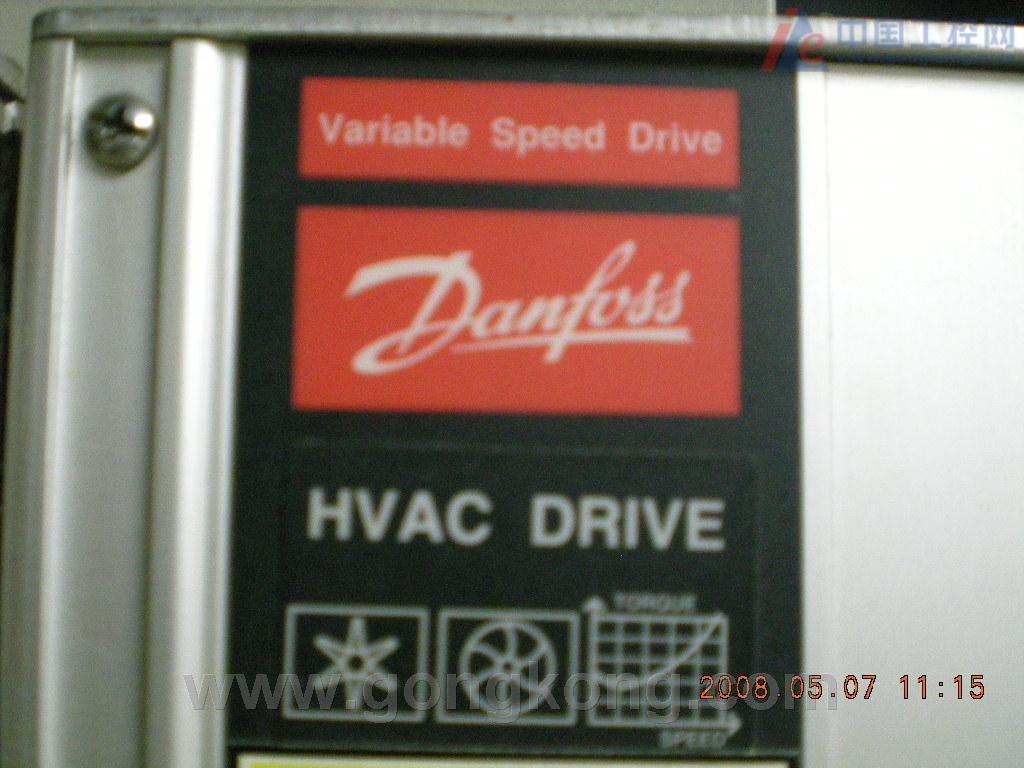 中国工控网
Variable Speed Drive
Danfoss
HVAC DRIVE
TORQUE
www.gongkong.com
2008.05.07 11:15
SPEED